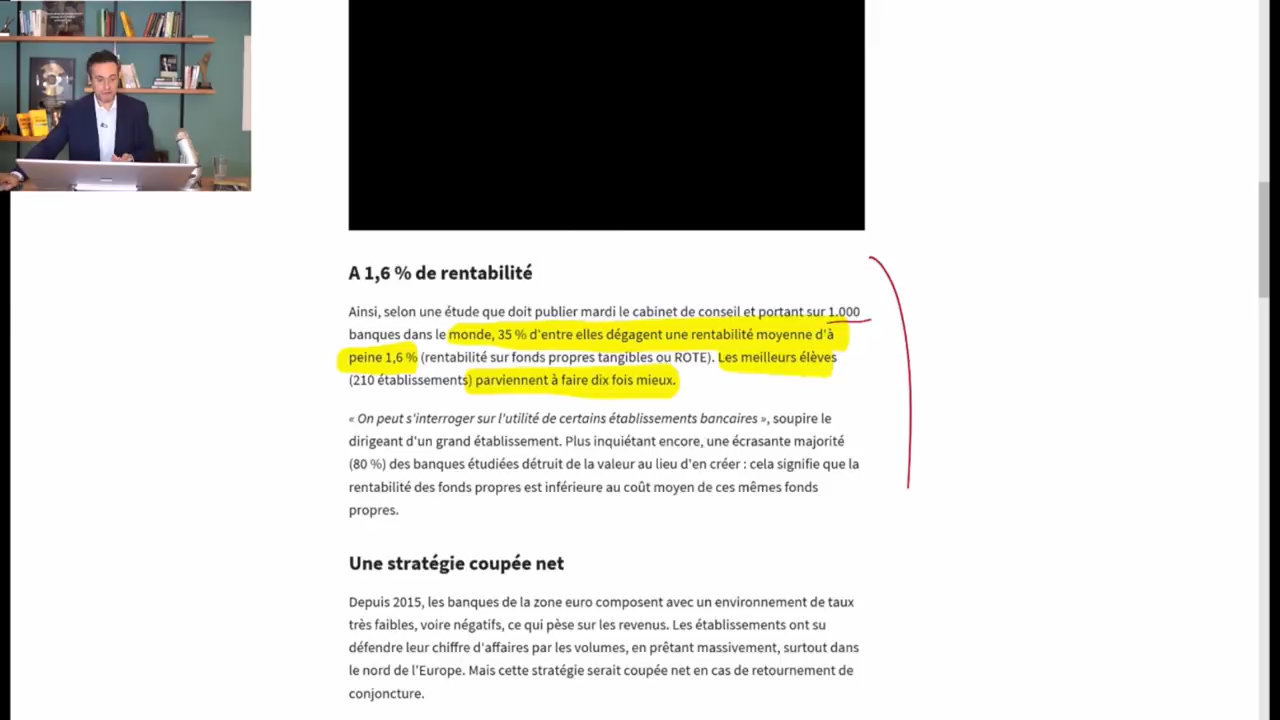 A 1,6 % de rentabilité
Ainsi, selon une étude que doit publier mardi le cabinet de conseil et portant sur 1.000
banques dans le monde, 35 % d'entre elles dégagent une rentabilité moyenne d'à
peine 1,6 % (rentabilité sur fonds propres tangibles ou ROTE). Les meilleurs élèves
(210 établissements) parviennent à faire dix fois mieux.
« On peut s'interroger sur l'utilité de certains établissements bancaires », soupire le
dirigeant d'un grand établissement. Plus inquiétant encore, une écrasante majorité
(80 %) des banques étudiées détruit de la valeur au lieu d'en créer : cela signifie que la
rentabilité des fonds propres est inférieure au coût moyen de ces mêmes fonds
propres.
Une stratégie coupée net
Depuis 2015, les banques de la zone euro composent avec un environnement de taux
très faibles, voire négatifs, ce qui pèse sur les revenus. Les établissements ont su
défendre leur chiffre d'affaires par les volumes, en prêtant massivement, surtout dans
le nord de l'Europe. Mais cette stratégie serait coupée net en cas de retournement de
conjoncture.